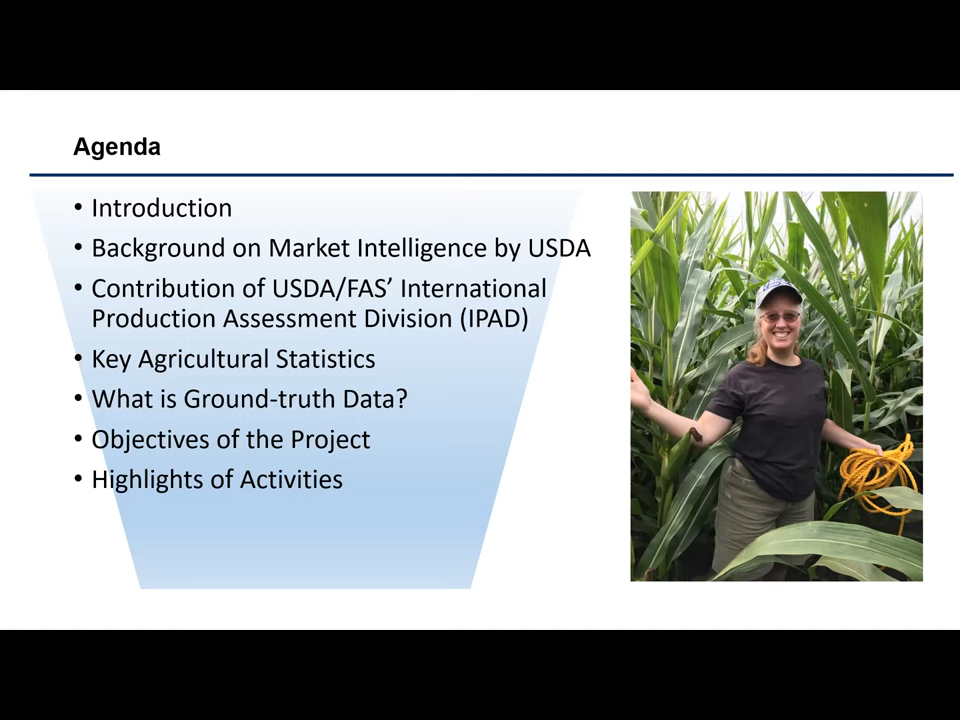 Agenda
• Introduction
• Background on Market Intelligence by USDA
• Contribution of USDA/FAS’ International
Production Assessment Division (IPAD)
• Key Agricultural Statistics
• What is Ground-truth Data?
• Objectives of the Project
• Highlights of Activities